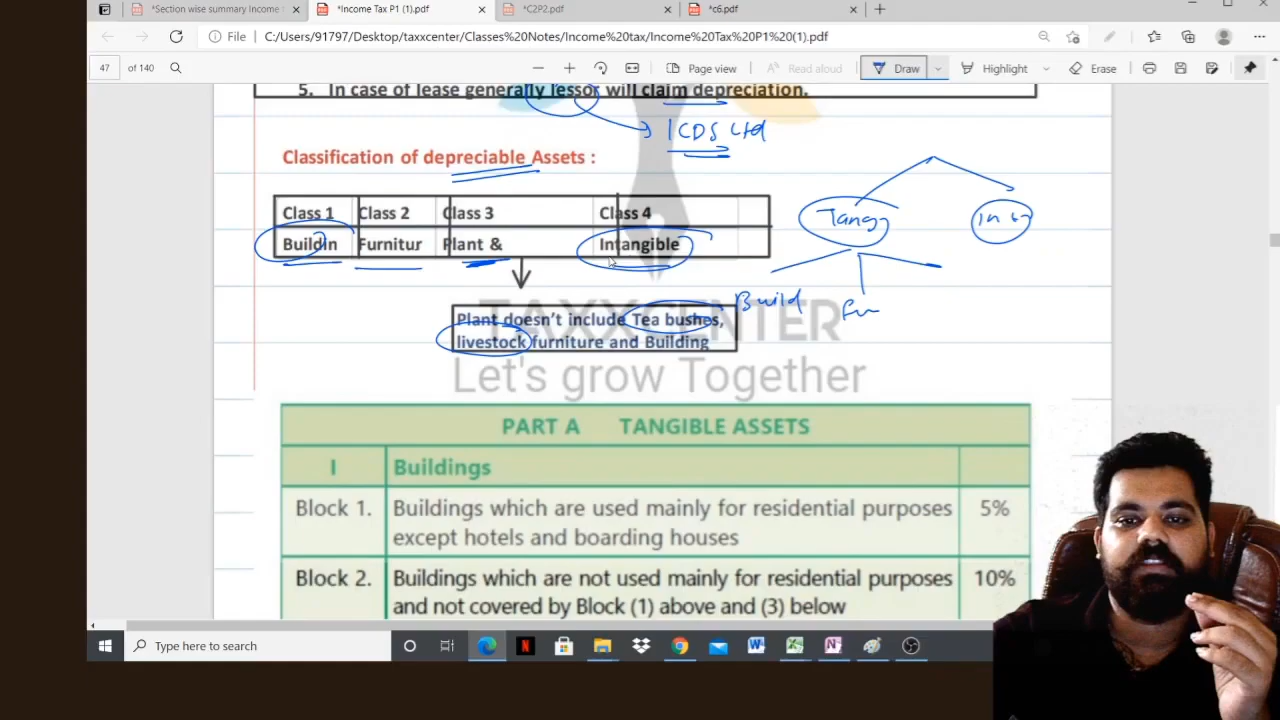 *Section wise summary Income
*Income Tax P1 (1).pdf
*C2P2.pdf
*c6.pdf
File
C:/Users/91797/Desktop/taxxcenter/Classes%20Notes/Income%20tax/Income%20Tax%20P1%20(1).pdf
47 of 140
Page view
Read aloud
Draw
Highlight
Erase
5. In case of lease generally lessor will claim depreciation.
ICDS Ltd
Classification of depreciable Assets :
Class 1 Class 2 Class 3 Class 4
Buildin Furnitur Plant & Intangible
Tang
Build
Fur
Plant doesn't include Tea bushes,
livestock furniture and Building
TAXXCENTER
Let's grow Together
PART A TANGIBLE ASSETS
I Buildings
Block 1. Buildings which are used mainly for residential purposes 5%
except hotels and boarding houses
Block 2. Buildings which are not used mainly for residential purposes 10%
and not covered by Block (1) above and (3) below
Type here to search